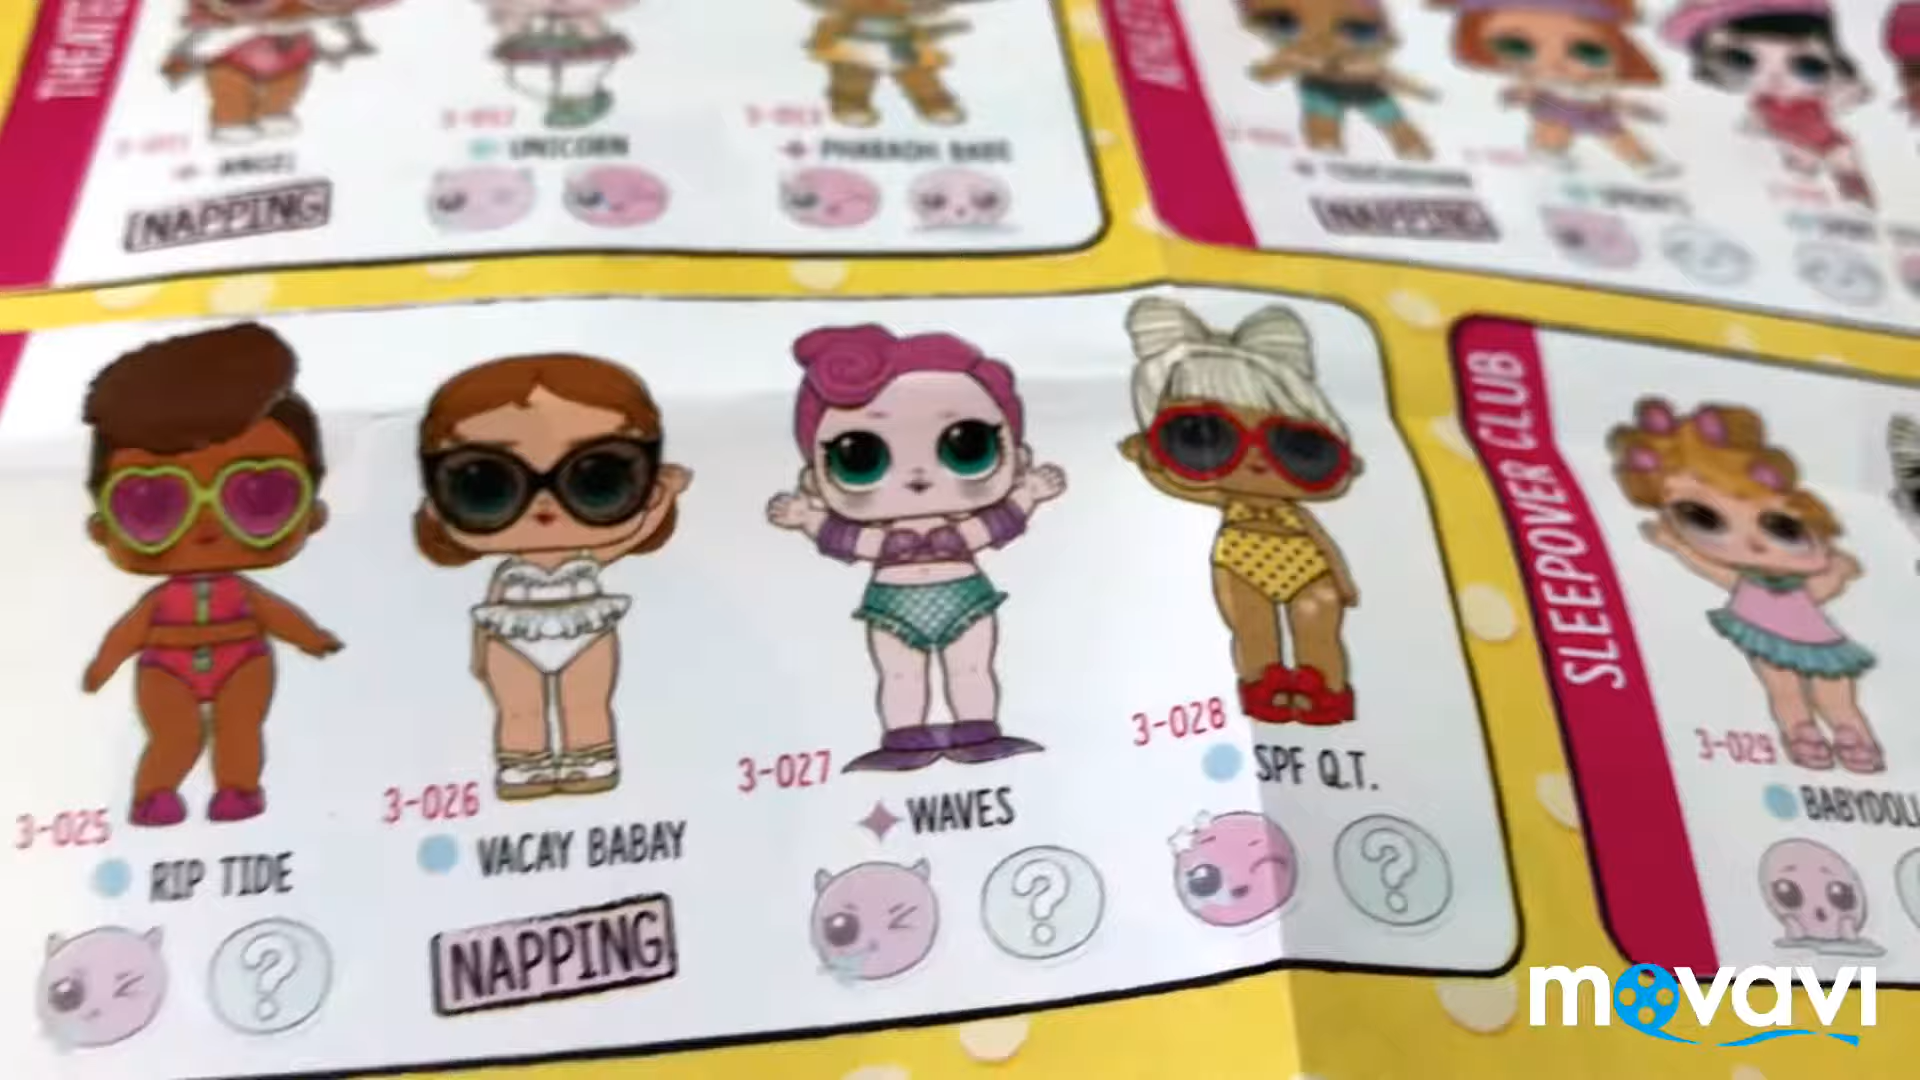 THEATE
UNICORN
PHARAOH BABE
NAPPING
NAPPING
3-025
RIP TIDE
3-026
VACAY BABAY
NAPPING
3-027
WAVES
3-028
SPF Q.T.
SLEEPOVER CLUB
3-029
BABYDOLL
movavi